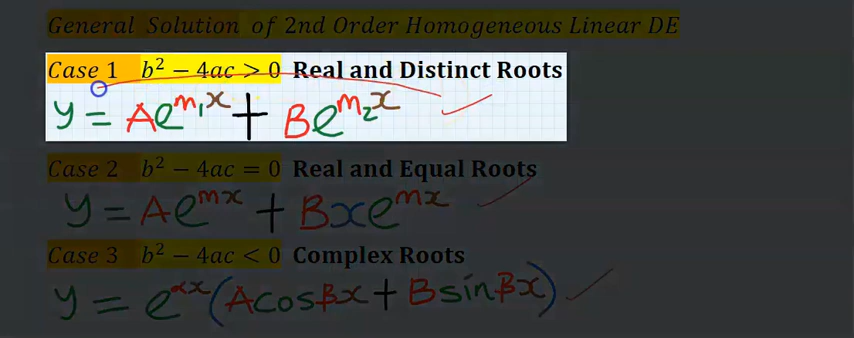 General Solution of 2nd Order Homogeneous Linear DE
Case 1 b² − 4ac > 0 Real and Distinct Roots
y = Ae^{m₁x} + Be^{m₂x}
Case 2 b² − 4ac = 0 Real and Equal Roots
y = Ae^{mx} + Bxe^{mx}
Case 3 b² − 4ac < 0 Complex Roots
y = e^{αx}(Acosβx + Bsinβx)